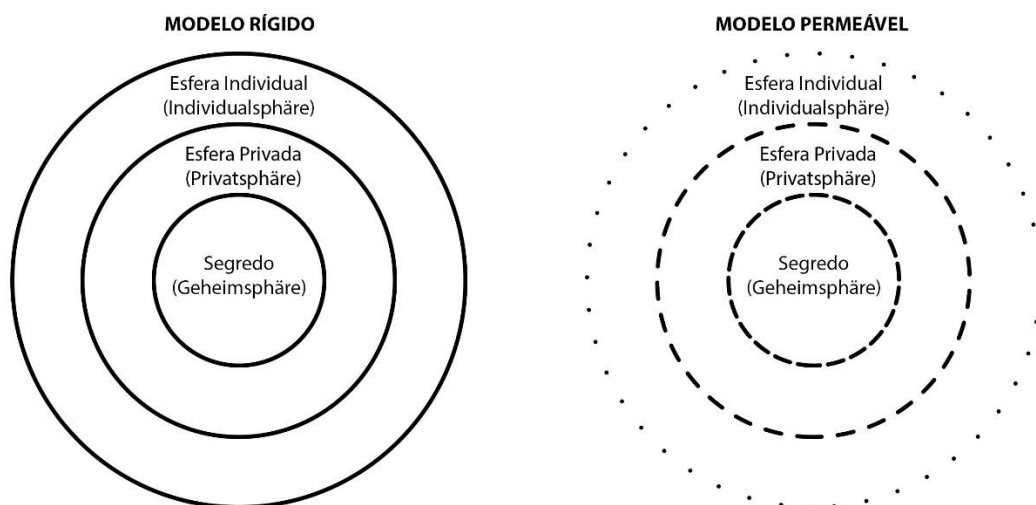 MODELO RÍGIDO
Esfera Individual
(Individualsphäre)
Esfera Privada
(Privatsphäre)
Segredo
(Geheimsphäre)
MODELO PERMEÁVEL
Esfera Individual
(Individualsphäre)
Esfera Privada
(Privatsphäre)
Segredo
(Geheimsphäre)